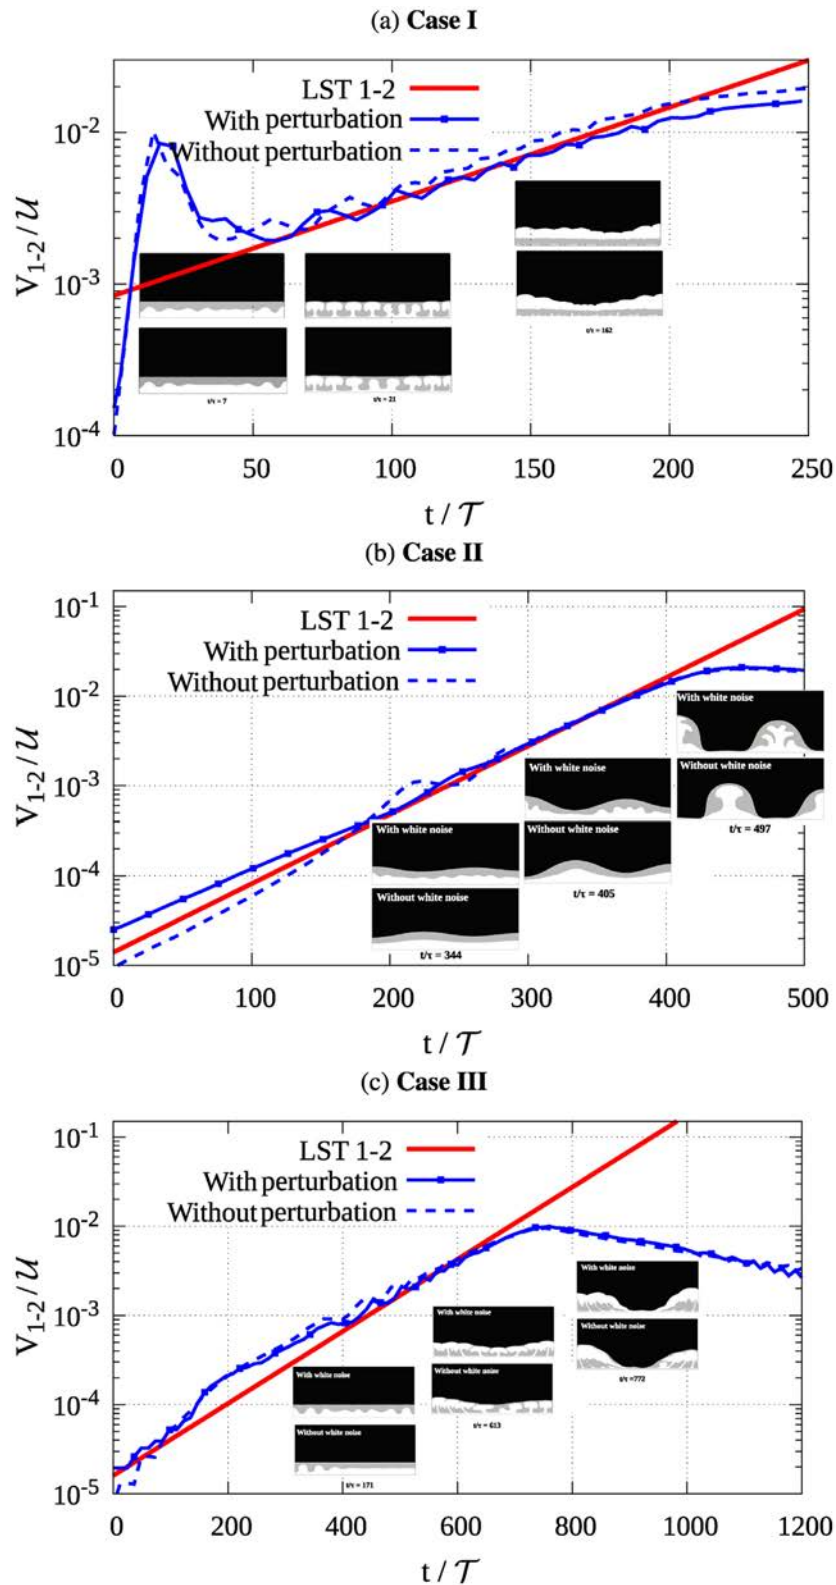 (a) Case I
LST 1-2
With perturbation
Without perturbation
V1-2 / U
10-2
10-3
10-4
t/τ = 7
t/τ = 21
t/τ = 162
0 50 100 150 200 250
t / T
(b) Case II
LST 1-2
With perturbation
Without perturbation
V1-2 / U
10-1
10-2
10-3
10-4
10-5
With white noise
Without white noise
t/τ = 344
With white noise
Without white noise
t/τ = 405
With white noise
Without white noise
t/τ = 497
0 100 200 300 400 500
t / T
(c) Case III
LST 1-2
With perturbation
Without perturbation
V1-2 / U
10-1
10-2
10-3
10-4
10-5
With white noise
Without white noise
t/τ = 171
With white noise
Without white noise
t/τ = 613
With white noise
Without white noise
t/τ =772
0 200 400 600 800 1000 1200
t / T